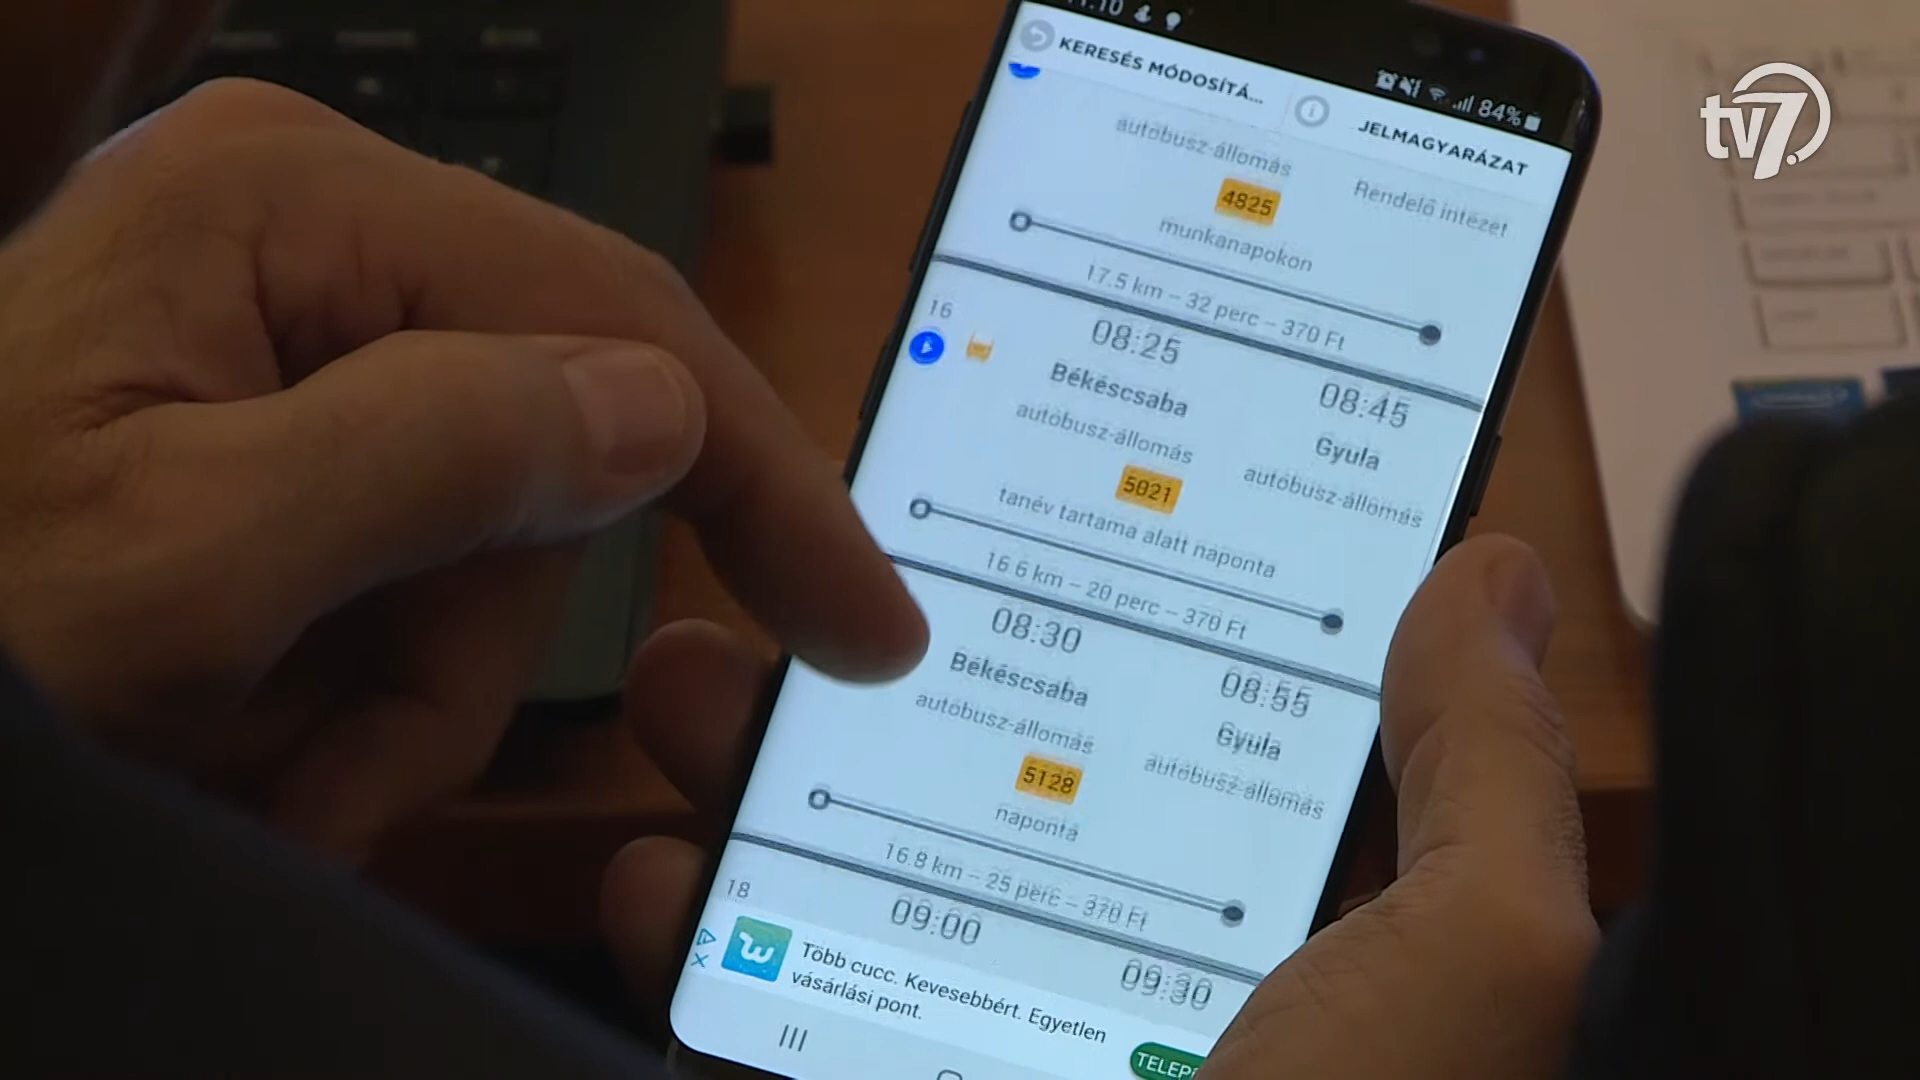 84%
KERESÉS MÓDOSÍTÁ...
JELMAGYARÁZAT
tv7
autóbusz-állomás
Rendelő intézet
4825
munkanapokon
17.5 km – 32 perc – 370 Ft
16
08:25
08:45
Békéscsaba
Gyula
autóbusz-állomás
autóbusz-állomás
5021
tanév tartama alatt naponta
16.6 km – 20 perc – 370 Ft
08:30
08:55
Békéscsaba
Gyula
autóbusz-állomás
autóbusz-állomás
5128
naponta
16.8 km – 25 perc – 370 Ft
18
09:00
09:30
Több cucc. Kevesebbért. Egyetlen
vásárlási pont.